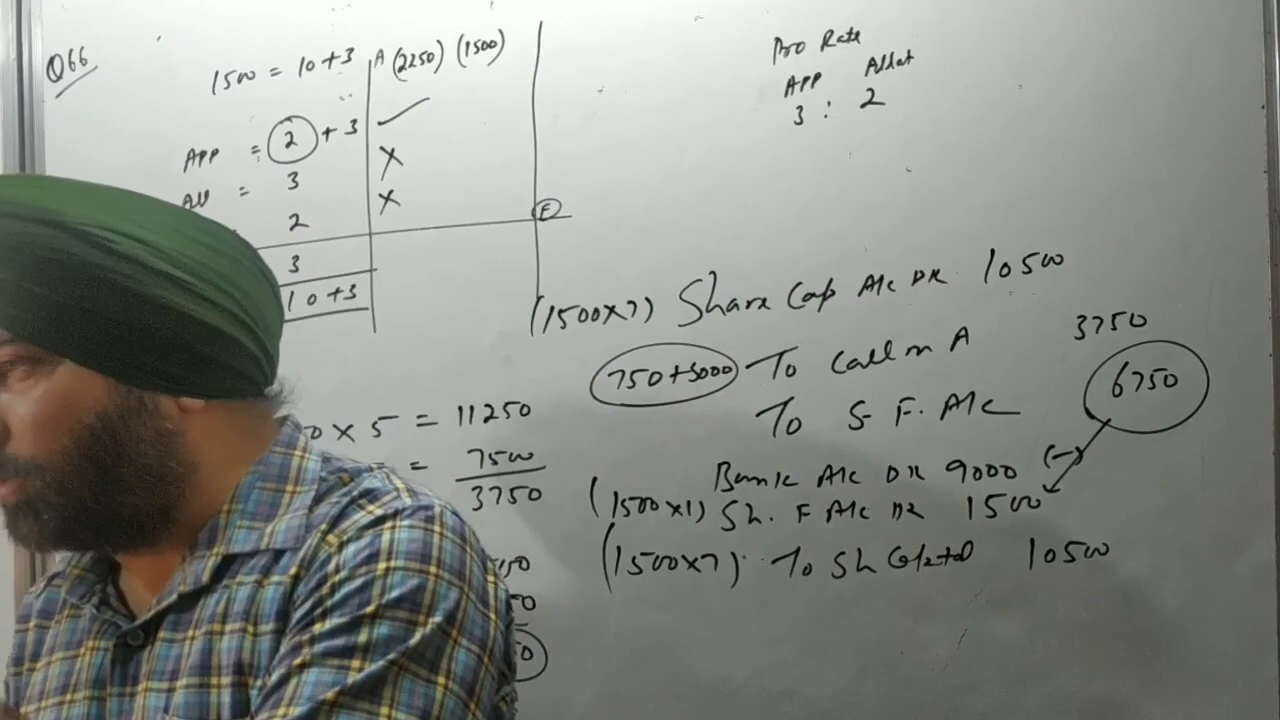 Q66
1500 = 10+3
A (2250) (1500)
APP = 2 + 3 ✓
All = 3 X
2 X
3
10+3
F
Pro Rate
APP Allot
3 : 2
(1500×7) Share Cap A/c DR 10500
750+3000 To Call in A 3750
To S F. A/c 6750
Bank A/c DR 9000 (-)
(1500×1) Sh. F A/c DR 1500
(1500×7) To Sh Capital 10500
0 × 5 = 11250
= 7500
3750